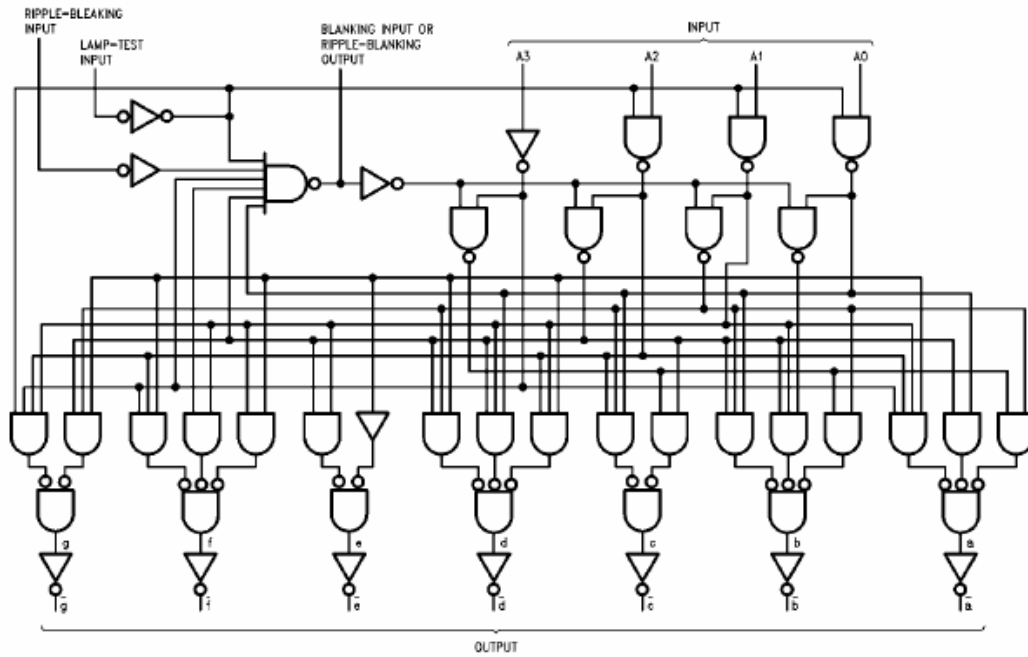 RIPPLE-BLEAKING
INPUT
LAMP-TEST
INPUT
BLANKING INPUT OR
RIPPLE-BLANKING
OUTPUT
INPUT
A3 A2 A1 A0
g f e d c b a
g̅ f̅ e̅ d̅ c̅ b̅ a̅
OUTPUT